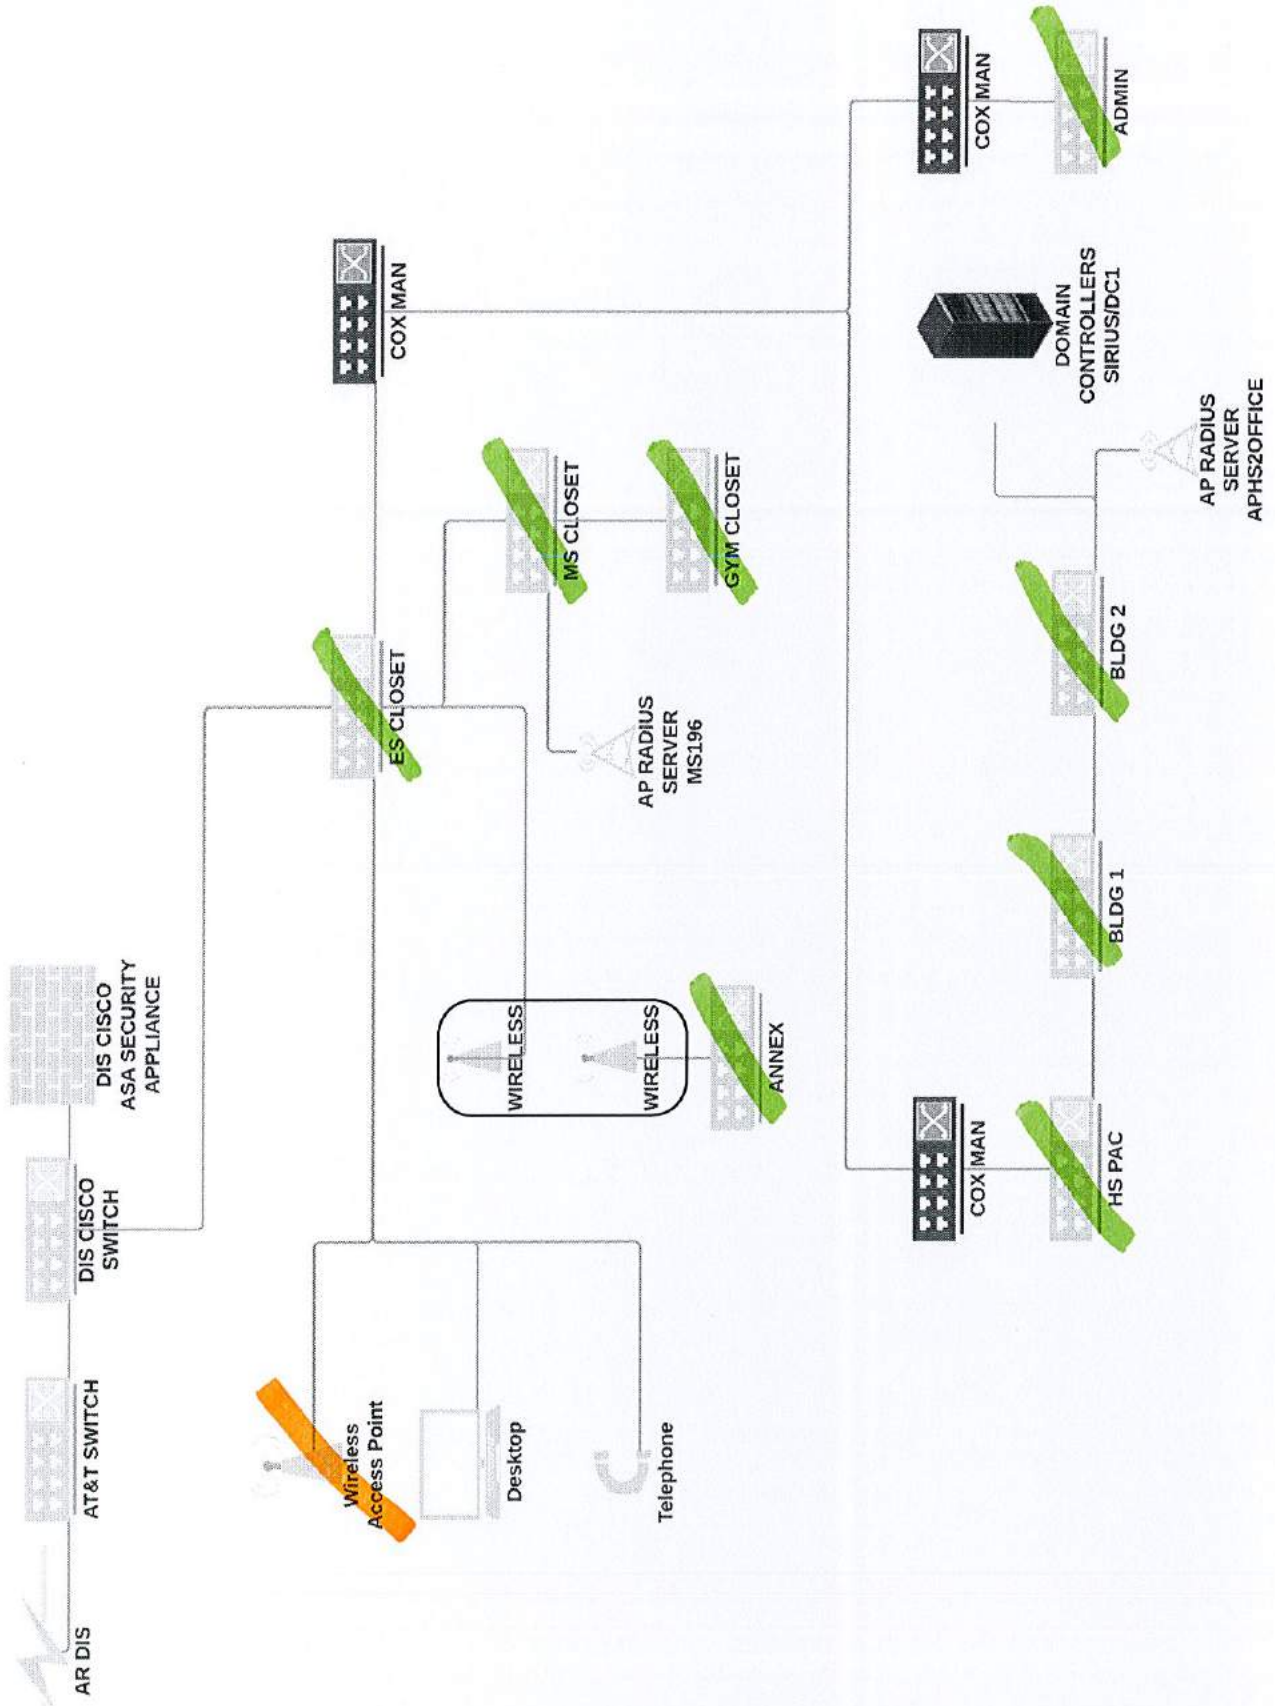 AR DIS
AT&T SWITCH
DIS CISCO
SWITCH
DIS CISCO
ASA SECURITY
APPLIANCE
Wireless
Access Point
Desktop
Telephone
ES CLOSET
COX MAN
WIRELESS
WIRELESS
ANNEX
AP RADIUS
SERVER
MS196
MS CLOSET
GYM CLOSET
COX MAN
HS PAC
BLDG 1
BLDG 2
AP RADIUS
SERVER
APHS2OFFICE
DOMAIN
CONTROLLERS
SIRIUS/DC1
COX MAN
ADMIN